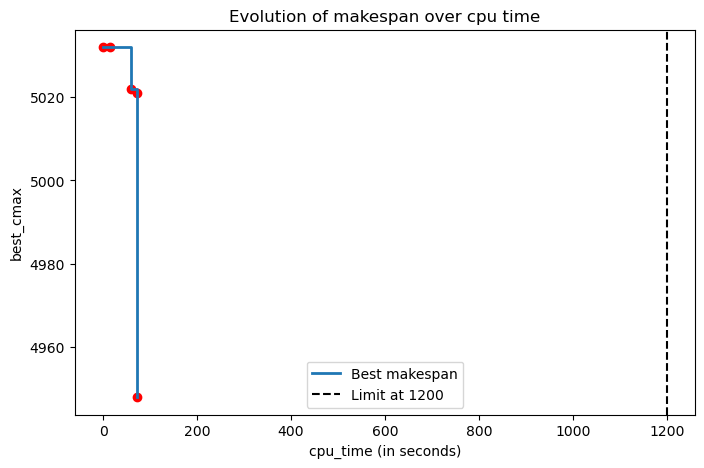 Evolution of makespan over cpu time
best_cmax
5020
5000
4980
4960
Best makespan
Limit at 1200
0 200 400 600 800 1000 1200
cpu_time (in seconds)